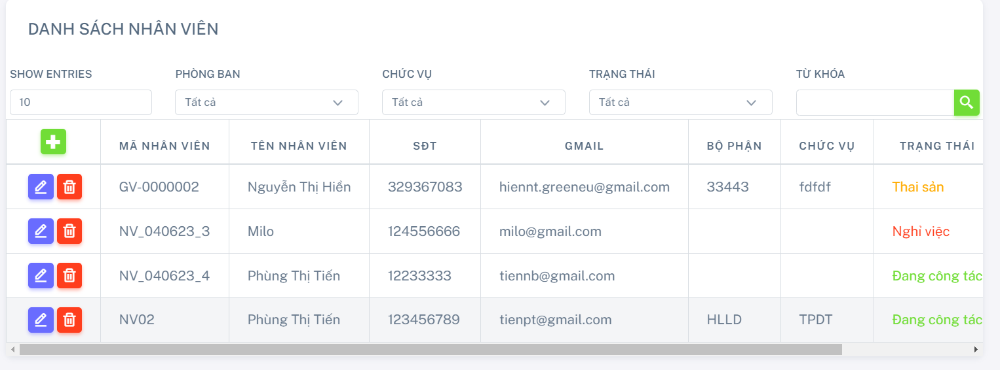 DANH SÁCH NHÂN VIÊN
SHOW ENTRIES PHÒNG BAN CHỨC VỤ TRẠNG THÁI TỪ KHÓA
10 Tất cả Tất cả Tất cả
MÃ NHÂN VIÊN TÊN NHÂN VIÊN SĐT GMAIL BỘ PHẬN CHỨC VỤ TRẠNG THÁI
GV-0000002 Nguyễn Thị Hiền 329367083 hiennt.greeneu@gmail.com 33443 fdfdf Thai sản
NV_040623_3 Milo 124556666 milo@gmail.com Nghỉ việc
NV_040623_4 Phùng Thị Tiến 12233333 tiennb@gmail.com Đang công tác
NV02 Phùng Thị Tiến 123456789 tienpt@gmail.com HLLD TPDT Đang công tác